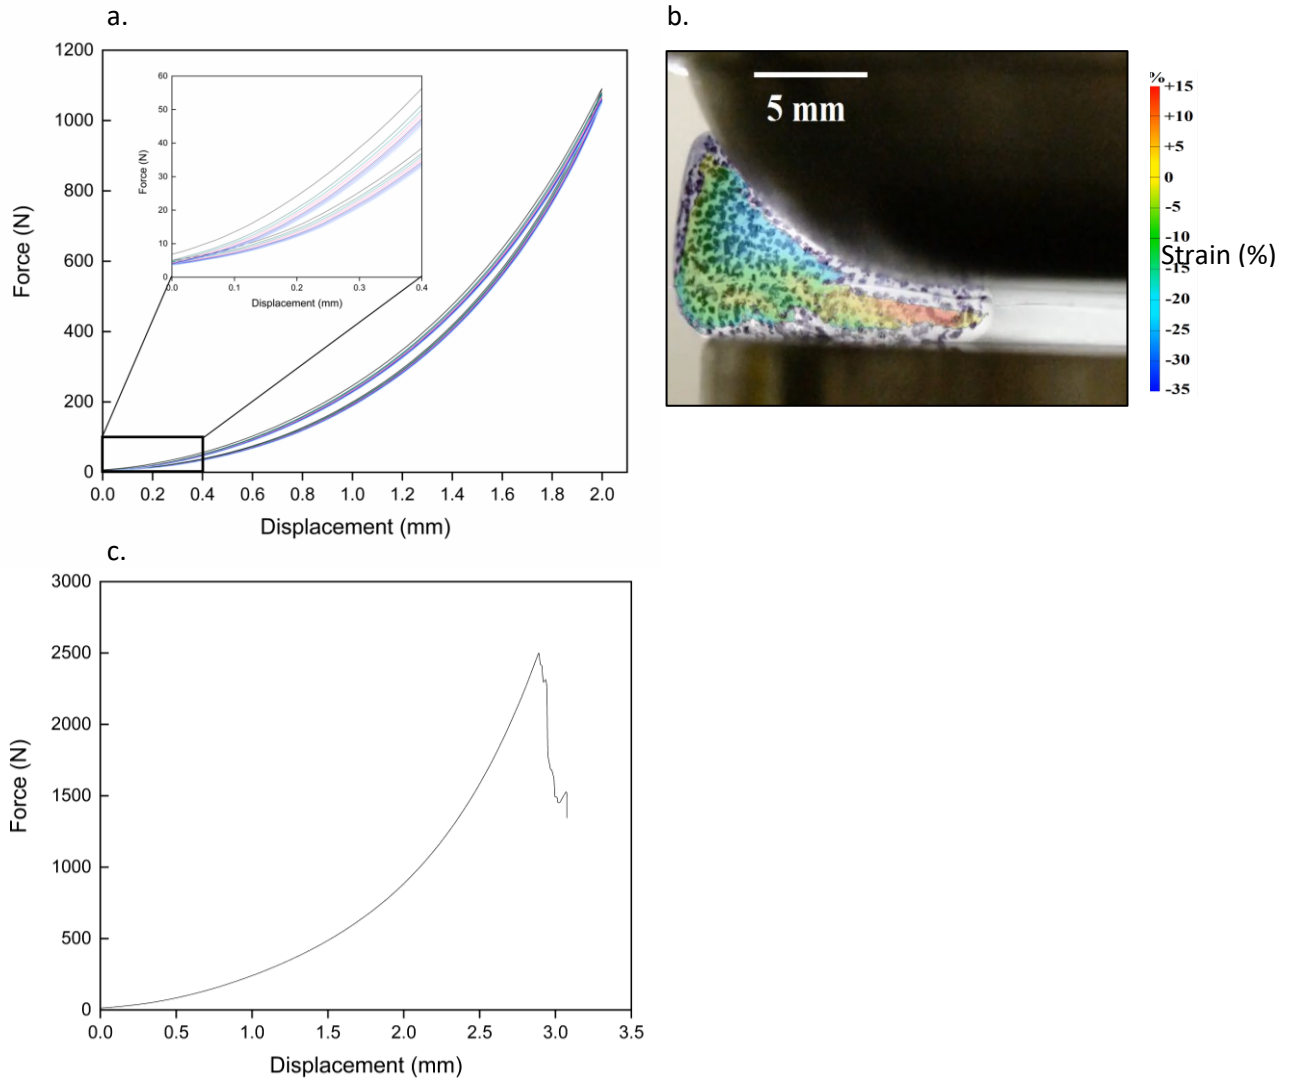 a.
b.
1200
1000
800
600
400
200
0
Force (N)
0.0 0.2 0.4 0.6 0.8 1.0 1.2 1.4 1.6 1.8 2.0
Displacement (mm)
60
50
40
30
20
10
0
Force (N)
0.0 0.1 0.2 0.3 0.4
Displacement (mm)
5 mm
%
+15
+10
+5
0
-5
-10
-15
-20
-25
-30
-35
Strain (%)
c.
3000
2500
2000
1500
1000
500
0
Force (N)
0.0 0.5 1.0 1.5 2.0 2.5 3.0 3.5
Displacement (mm)